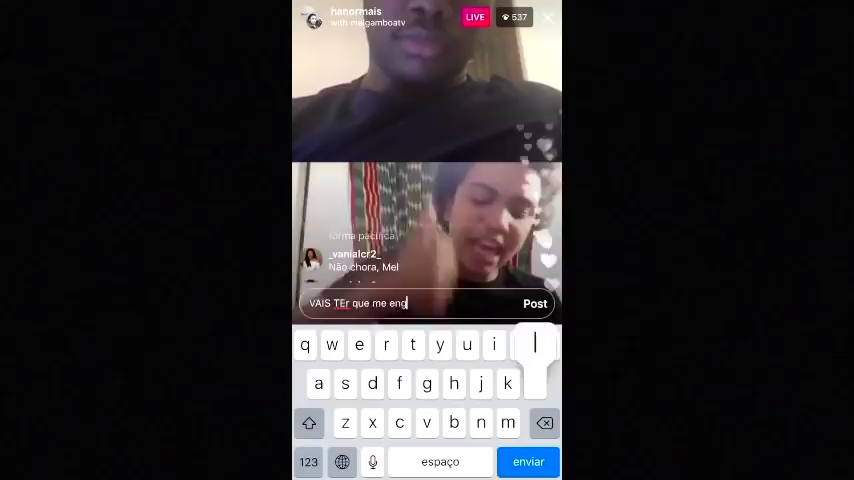 hanormais
with melgamboatv
LIVE
537
forma pacífica,
_vanialcr2_
Não chora, Mel
VAIS TEr que me eng
Post
q w e r t y u i
l
a s d f g h j k
z x c v b n m
123
espaço
enviar